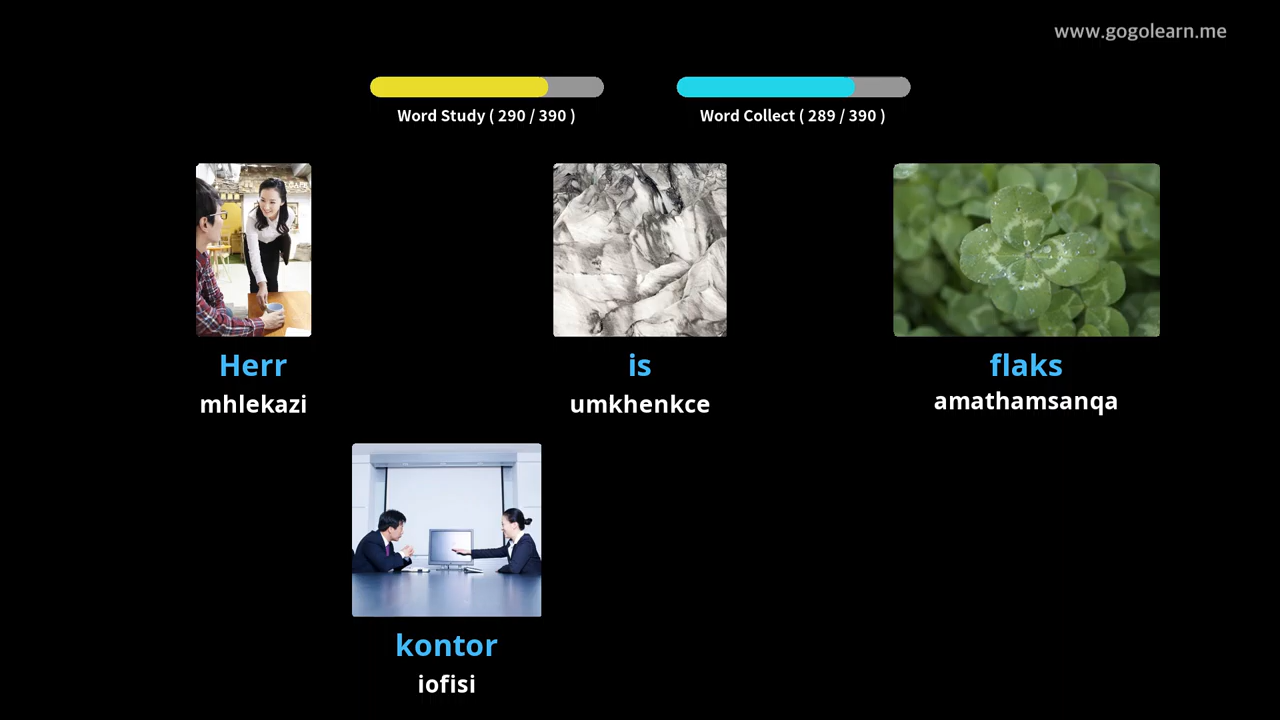 www.gogolearn.me
Word Study ( 290 / 390 )
Word Collect ( 289 / 390 )
Herr
mhlekazi
is
umkhenkce
flaks
amathamsanqa
kontor
iofisi